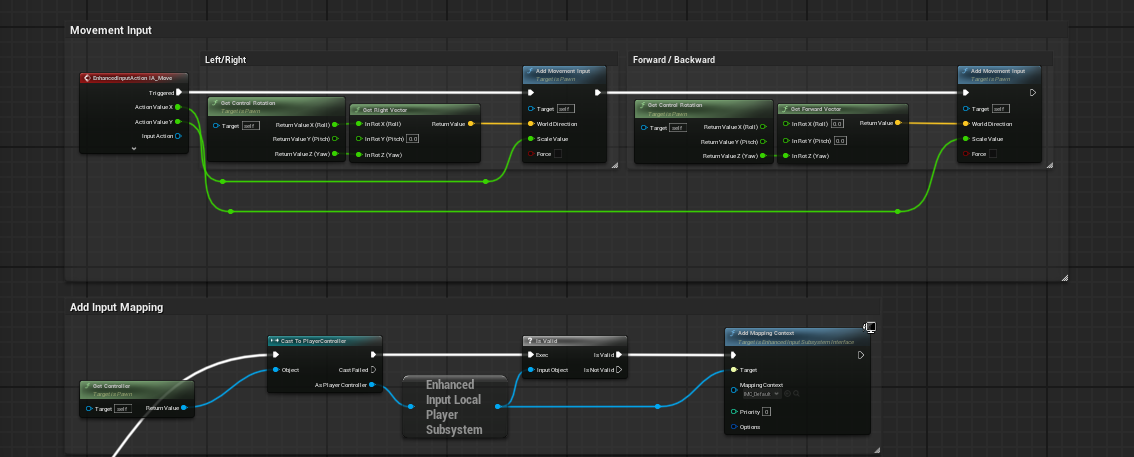 Movement Input
Left/Right
EnhancedInputAction IA_Move
Triggered
Action Value X
Action Value Y
Input Action
Get Control Rotation
Target is Pawn
Target self
Return Value X (Roll)
Return Value Y (Pitch)
Return Value Z (Yaw)
Get Right Vector
In Rot X (Roll)
In Rot Y (Pitch) 0.0
In Rot Z (Yaw)
Return Value
Add Movement Input
Target is Pawn
Target self
World Direction
Scale Value
Force
Forward / Backward
Get Control Rotation
Target is Pawn
Target self
Return Value X (Roll)
Return Value Y (Pitch)
Return Value Z (Yaw)
Get Forward Vector
In Rot X (Roll) 0.0
In Rot Y (Pitch) 0.0
In Rot Z (Yaw)
Return Value
Add Movement Input
Target is Pawn
Target self
World Direction
Scale Value
Force
Add Input Mapping
Get Controller
Target is Pawn
Target self
Return Value
Cast To PlayerController
Object
Cast Failed
As Player Controller
Enhanced
Input Local
Player
Subsystem
? Is Valid
Exec
Is Valid
Input Object
Is Not Valid
Add Mapping Context
Target is Enhanced Input Subsystem Interface
Target
Mapping Context
IMC_Default
Priority 0
Options